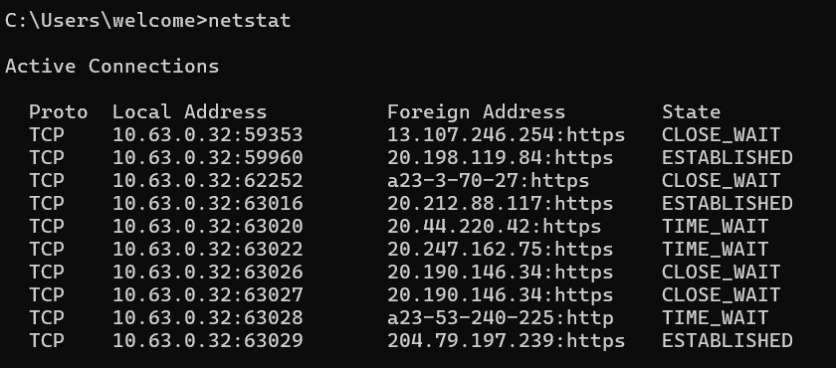 C:\Users\welcome>netstat
Active Connections
Proto  Local Address          Foreign Address        State
TCP    10.63.0.32:59353       13.107.246.254:https   CLOSE_WAIT
TCP    10.63.0.32:59960       20.198.119.84:https    ESTABLISHED
TCP    10.63.0.32:62252       a23-3-70-27:https      CLOSE_WAIT
TCP    10.63.0.32:63016       20.212.88.117:https    ESTABLISHED
TCP    10.63.0.32:63020       20.44.220.42:https     TIME_WAIT
TCP    10.63.0.32:63022       20.247.162.75:https    TIME_WAIT
TCP    10.63.0.32:63026       20.190.146.34:https    CLOSE_WAIT
TCP    10.63.0.32:63027       20.190.146.34:https    CLOSE_WAIT
TCP    10.63.0.32:63028       a23-53-240-225:http    TIME_WAIT
TCP    10.63.0.32:63029       204.79.197.239:https   ESTABLISHED